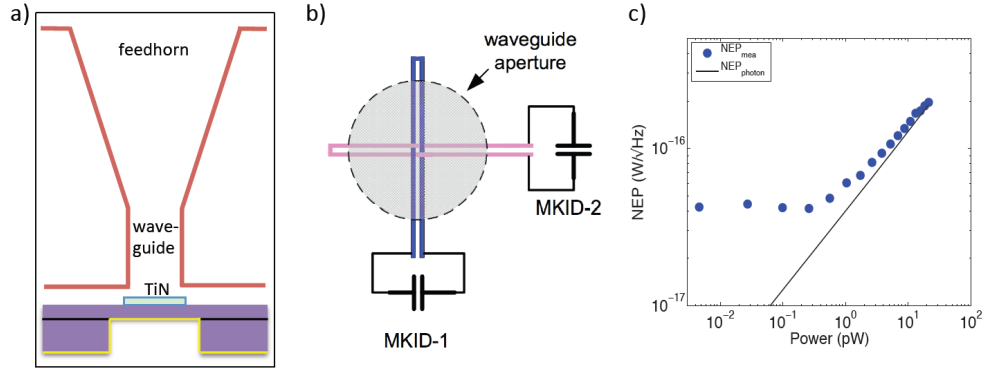 a)
feedhorn
wave-
guide
TiN
b)
waveguide
aperture
MKID-2
MKID-1
c)
NEP_mea
NEP_photon
NEP (W/√Hz)
10^-16
10^-17
10^-2 10^-1 10^0 10^1 10^2
Power (pW)